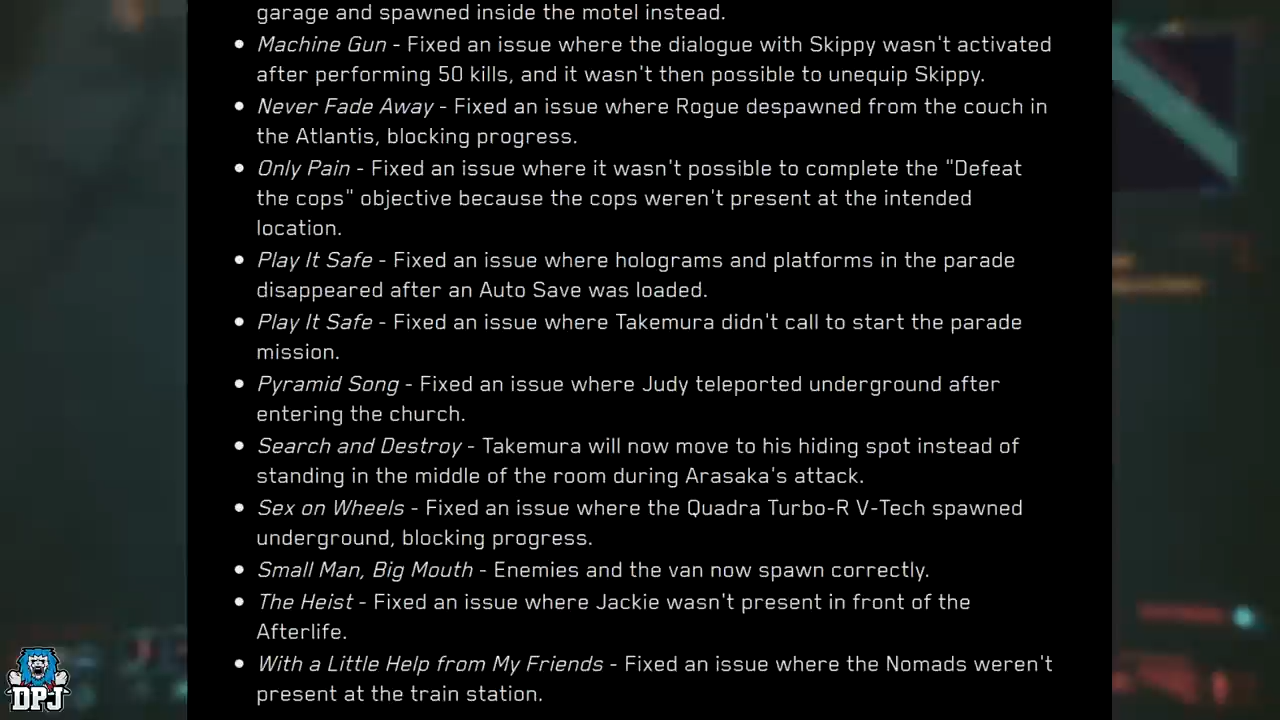 garage and spawned inside the motel instead.
• Machine Gun - Fixed an issue where the dialogue with Skippy wasn't activated
after performing 50 kills, and it wasn't then possible to unequip Skippy.
• Never Fade Away - Fixed an issue where Rogue despawned from the couch in
the Atlantis, blocking progress.
• Only Pain - Fixed an issue where it wasn't possible to complete the "Defeat
the cops" objective because the cops weren't present at the intended
location.
• Play It Safe - Fixed an issue where holograms and platforms in the parade
disappeared after an Auto Save was loaded.
• Play It Safe - Fixed an issue where Takemura didn't call to start the parade
mission.
• Pyramid Song - Fixed an issue where Judy teleported underground after
entering the church.
• Search and Destroy - Takemura will now move to his hiding spot instead of
standing in the middle of the room during Arasaka's attack.
• Sex on Wheels - Fixed an issue where the Quadra Turbo-R V-Tech spawned
underground, blocking progress.
• Small Man, Big Mouth - Enemies and the van now spawn correctly.
• The Heist - Fixed an issue where Jackie wasn't present in front of the
Afterlife.
• With a Little Help from My Friends - Fixed an issue where the Nomads weren't
present at the train station.
DPJ